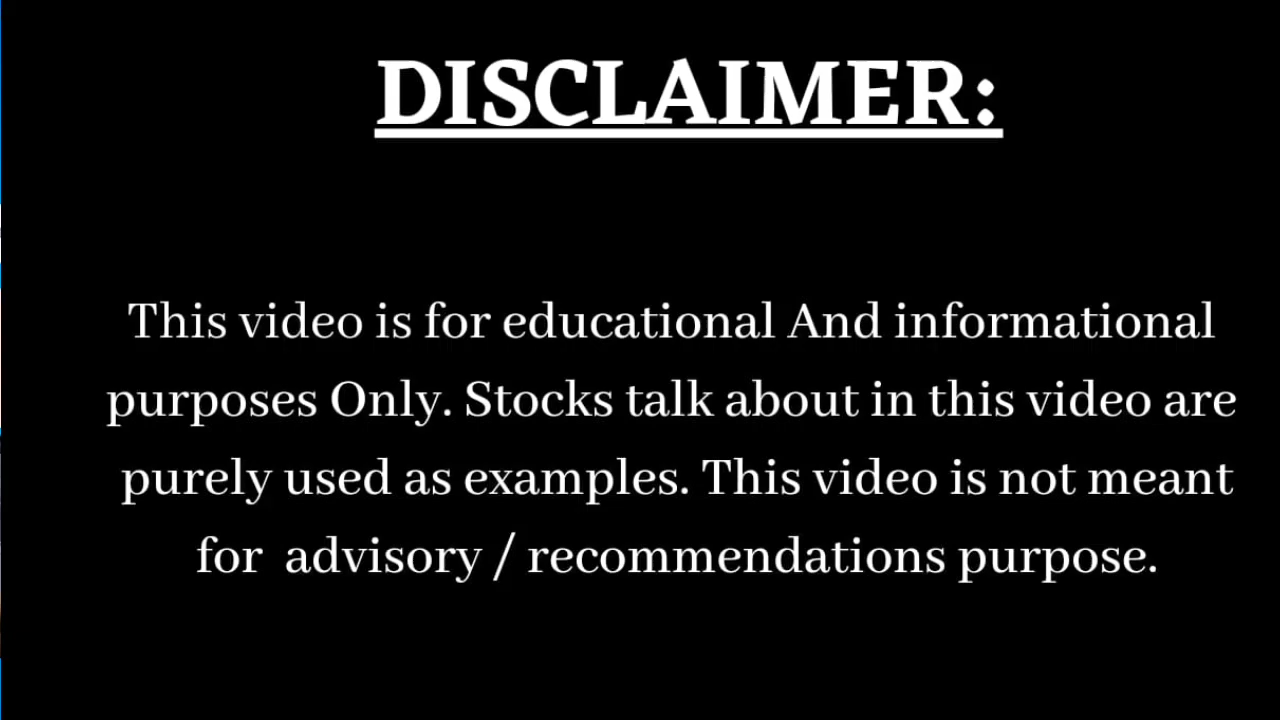 DISCLAIMER:
This video is for educational And informational
purposes Only. Stocks talk about in this video are
purely used as examples. This video is not meant
for advisory / recommendations purpose.